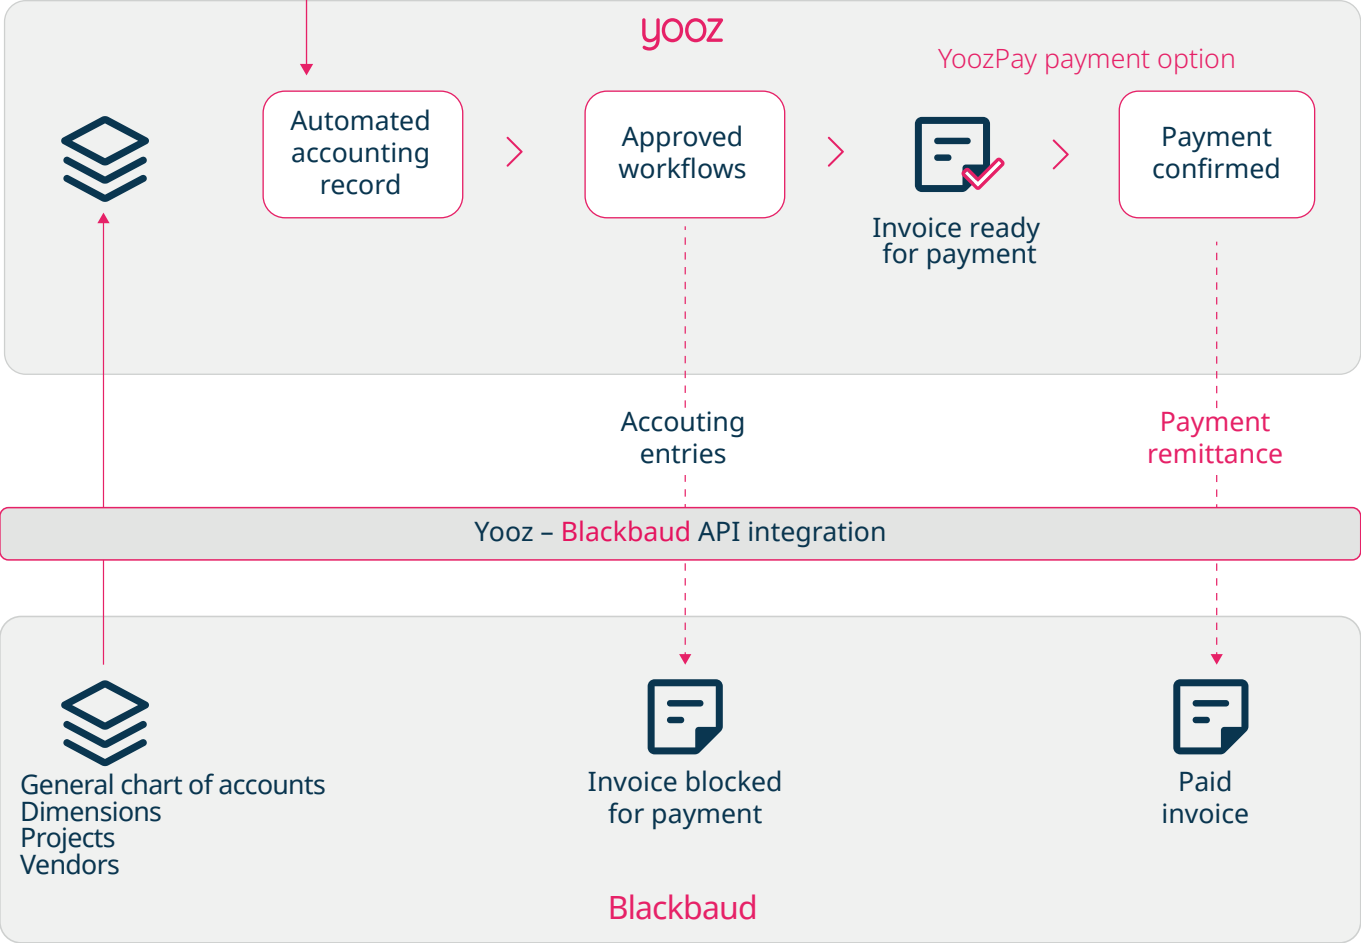 yooz
YoozPay payment option
Automated
accounting
record
Approved
workflows
Invoice ready
for payment
Payment
confirmed
Accouting
entries
Payment
remittance
Yooz – Blackbaud API integration
General chart of accounts
Dimensions
Projects
Vendors
Invoice blocked
for payment
Paid
invoice
Blackbaud